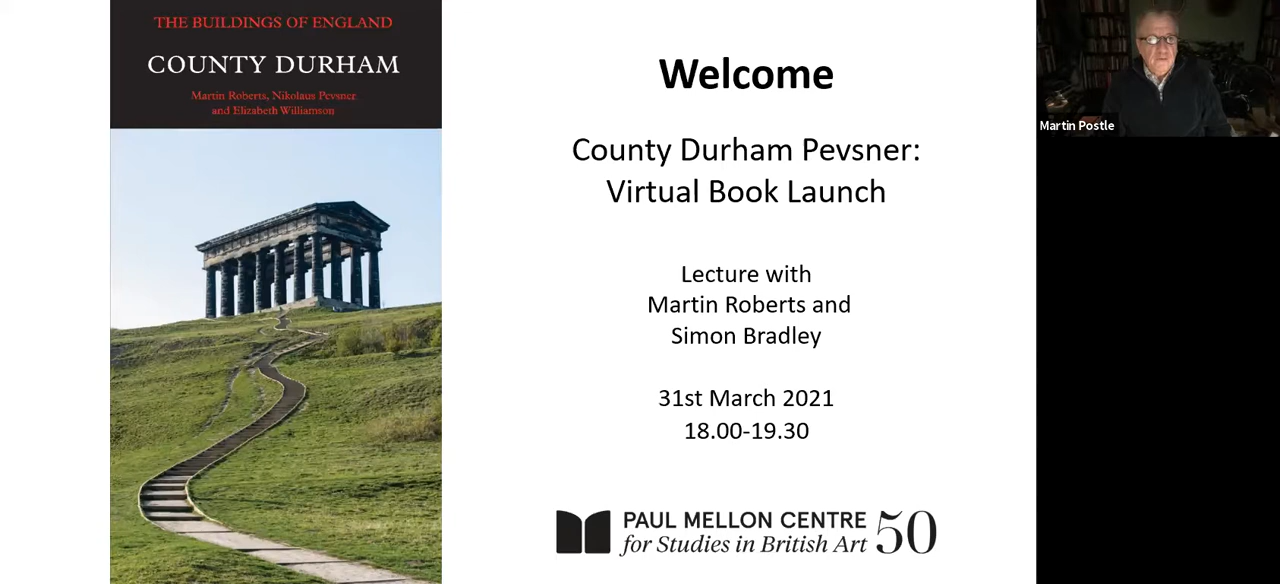 THE BUILDINGS OF ENGLAND
COUNTY DURHAM
Martin Roberts, Nikolaus Pevsner,
and Elizabeth Williamson
Welcome
County Durham Pevsner:
Virtual Book Launch
Lecture with
Martin Roberts and
Simon Bradley
31st March 2021
18.00-19.30
PAUL MELLON CENTRE
for Studies in British Art
50
Martin Postle